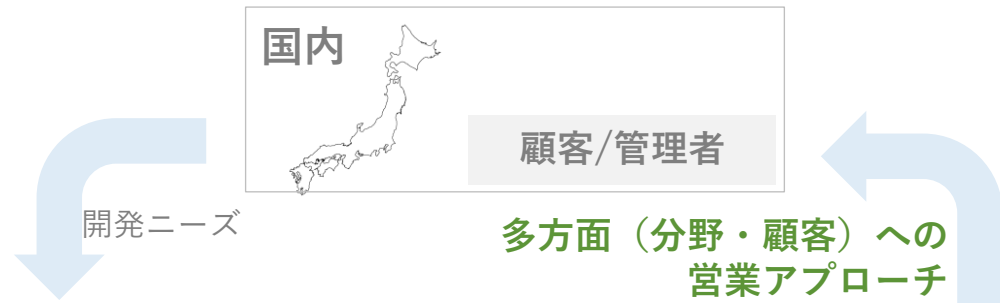 国内
顧客/管理者
開発ニーズ
多方面（分野・顧客）への
営業アプローチ